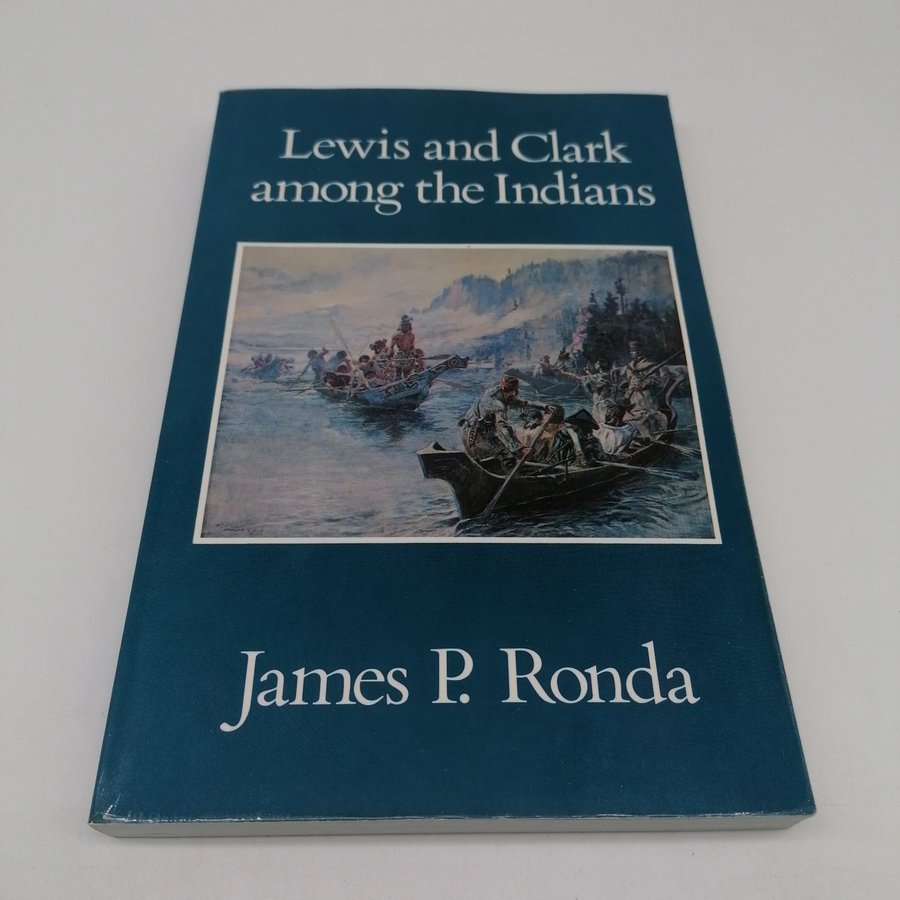 Lewis and Clark
among the Indians
James P. Ronda